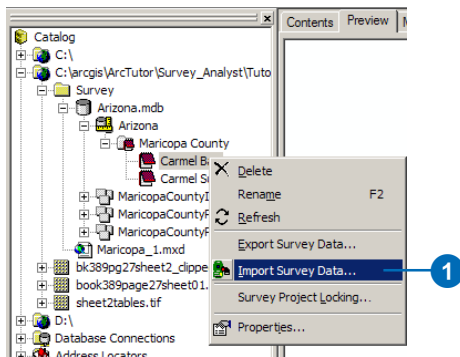 Contents Preview
Catalog
C:\
C:\arcgis\ArcTutor\Survey_Analyst\Tuto
Survey
Arizona.mdb
Arizona
Maricopa County
Carmel Ba
Carmel Su
MaricopaCountyI
MaricopaCountyF
MaricopaCountyF
Maricopa_1.mxd
bk389pg27sheet2_clippe
book389page27sheet01.
sheet2tables.tif
D:\
Database Connections
Address Locators
Delete
Rename F2
Refresh
Export Survey Data...
Import Survey Data...
1
Survey Project Locking...
Properties...